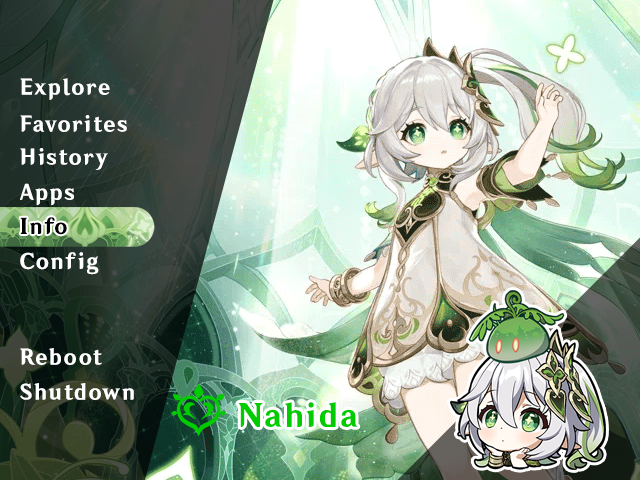 Explore
Favorites
History
Apps
Info
Config
Reboot
Shutdown
Nahida